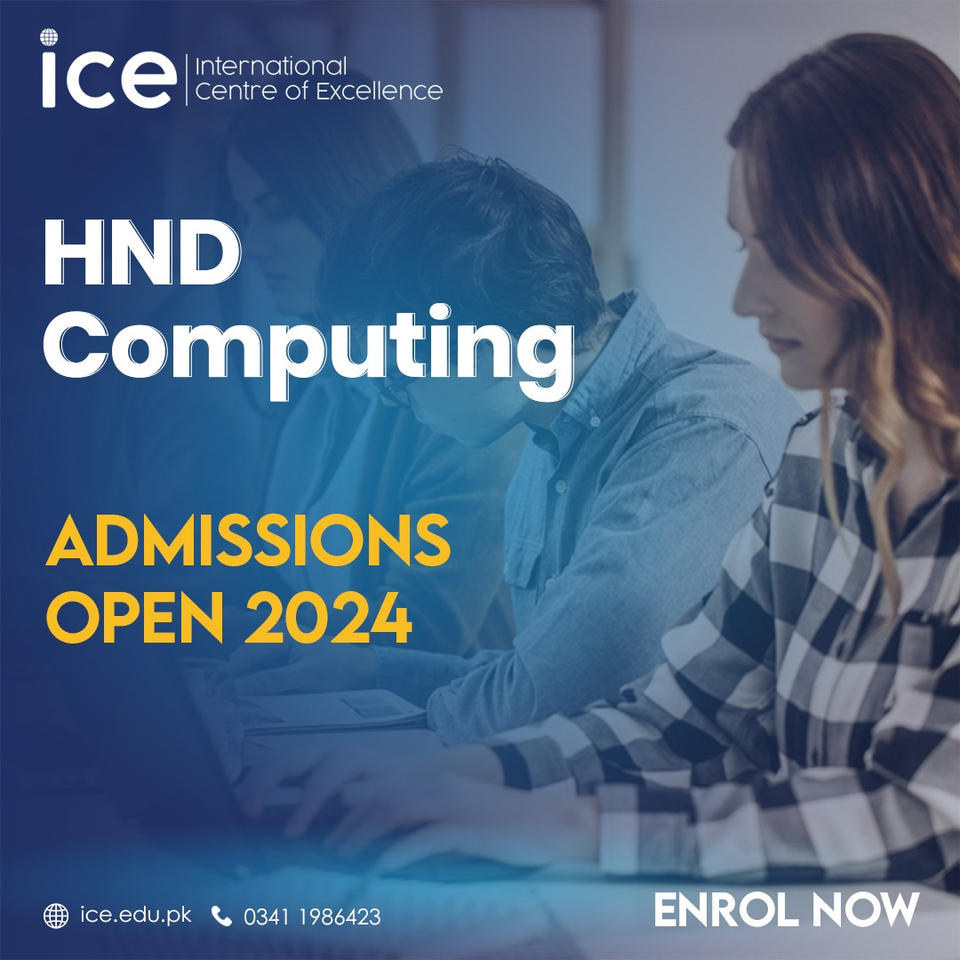 ice
International
Centre of Excellence
HND
Computing
ADMISSIONS
OPEN 2024
ice.edu.pk 0341 1986423
ENROL NOW